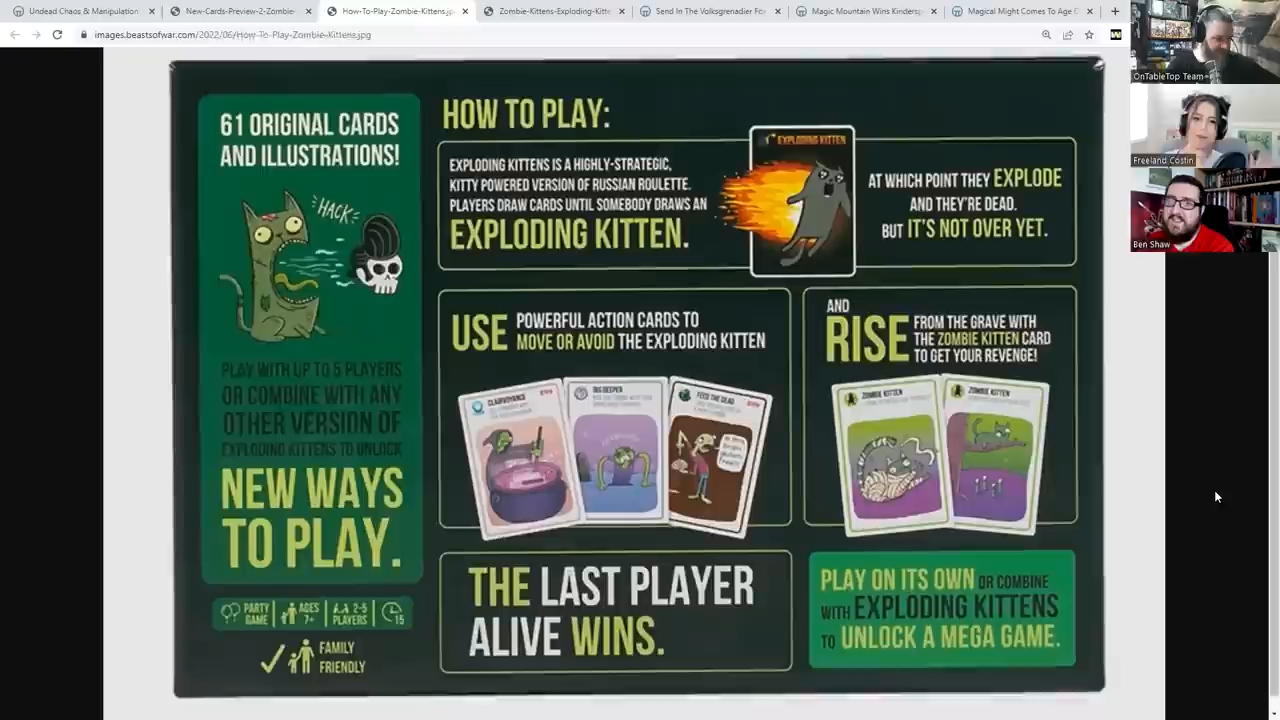 Undead Chaos & Manipulation
New-Cards-Preview-2-Zombie-
How-To-Play-Zombie-Kittens.jp
Zombie-Kittens-Exploding-Kitte
Send In The Volksgrenadier Fo
Magic Mountain Wins Kindersp
Magical Might Comes To Age C
images.beastsofwar.com/2022/06/How-To-Play-Zombie-Kittens.jpg
OnTableTop Team
Freeland Costin
Ben Shaw
61 ORIGINAL CARDS
AND ILLUSTRATIONS!
HACK
PLAY WITH UP TO 5 PLAYERS
OR COMBINE WITH ANY
OTHER VERSION OF
EXPLODING KITTENS TO UNLOCK
NEW WAYS
TO PLAY.
PARTY
GAME
AGES
7+
2-5
PLAYERS
15
FAMILY
FRIENDLY
HOW TO PLAY:
EXPLODING KITTENS IS A HIGHLY-STRATEGIC,
KITTY POWERED VERSION OF RUSSIAN ROULETTE.
PLAYERS DRAW CARDS UNTIL SOMEBODY DRAWS AN
EXPLODING KITTEN.
EXPLODING KITTEN
AT WHICH POINT THEY EXPLODE
AND THEY'RE DEAD.
BUT IT'S NOT OVER YET.
USE POWERFUL ACTION CARDS TO
MOVE OR AVOID THE EXPLODING KITTEN
CLAIRVOYANCE
DIG DEEPER
FEED THE DEAD
AND
RISE FROM THE GRAVE WITH
THE ZOMBIE KITTEN CARD
TO GET YOUR REVENGE!
ZOMBIE KITTEN
ZOMBIE KITTEN
THE LAST PLAYER
ALIVE WINS.
PLAY ON ITS OWN OR COMBINE
WITH EXPLODING KITTENS
TO UNLOCK A MEGA GAME.